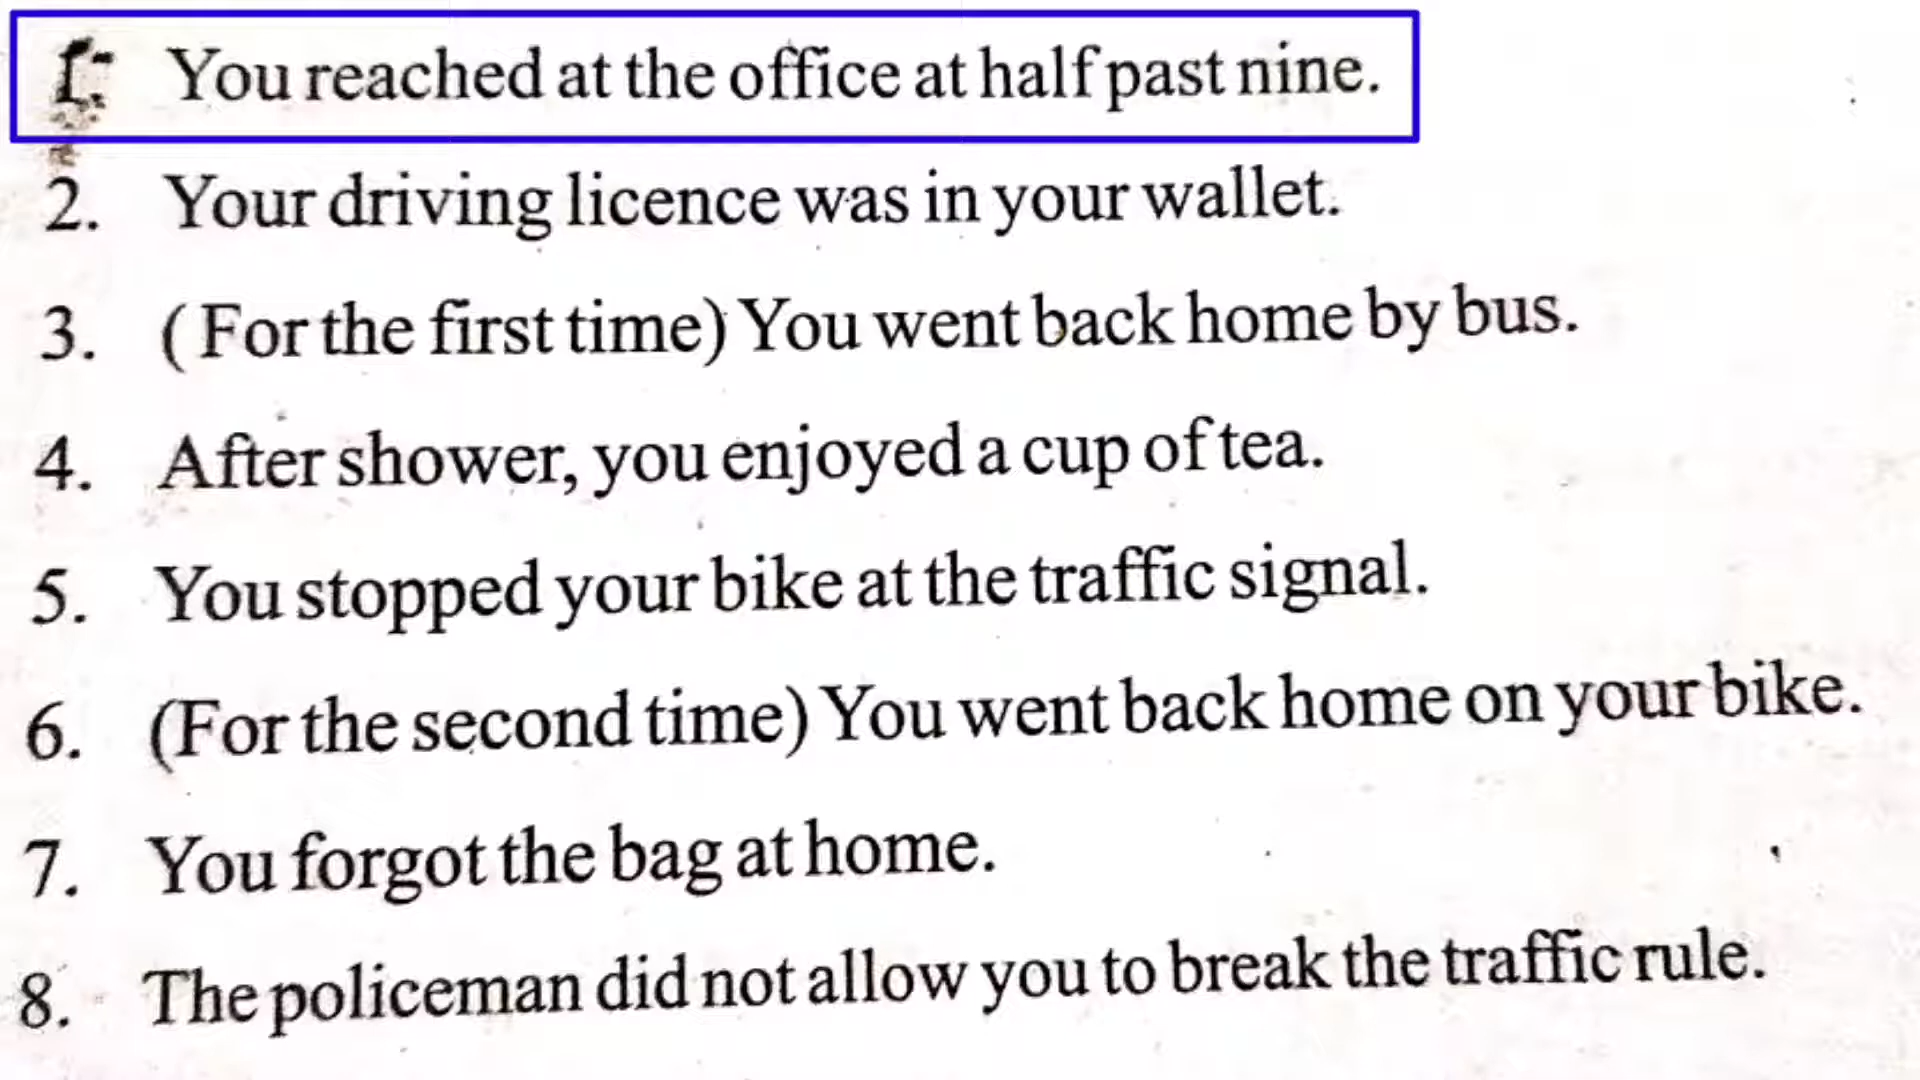 1. You reached at the office at half past nine.
2. Your driving licence was in your wallet.
3. ( For the first time) You went back home by bus.
4. After shower, you enjoyed a cup of tea.
5. You stopped your bike at the traffic signal.
6. (For the second time) You went back home on your bike.
7. You forgot the bag at home.
8. The policeman did not allow you to break the traffic rule.